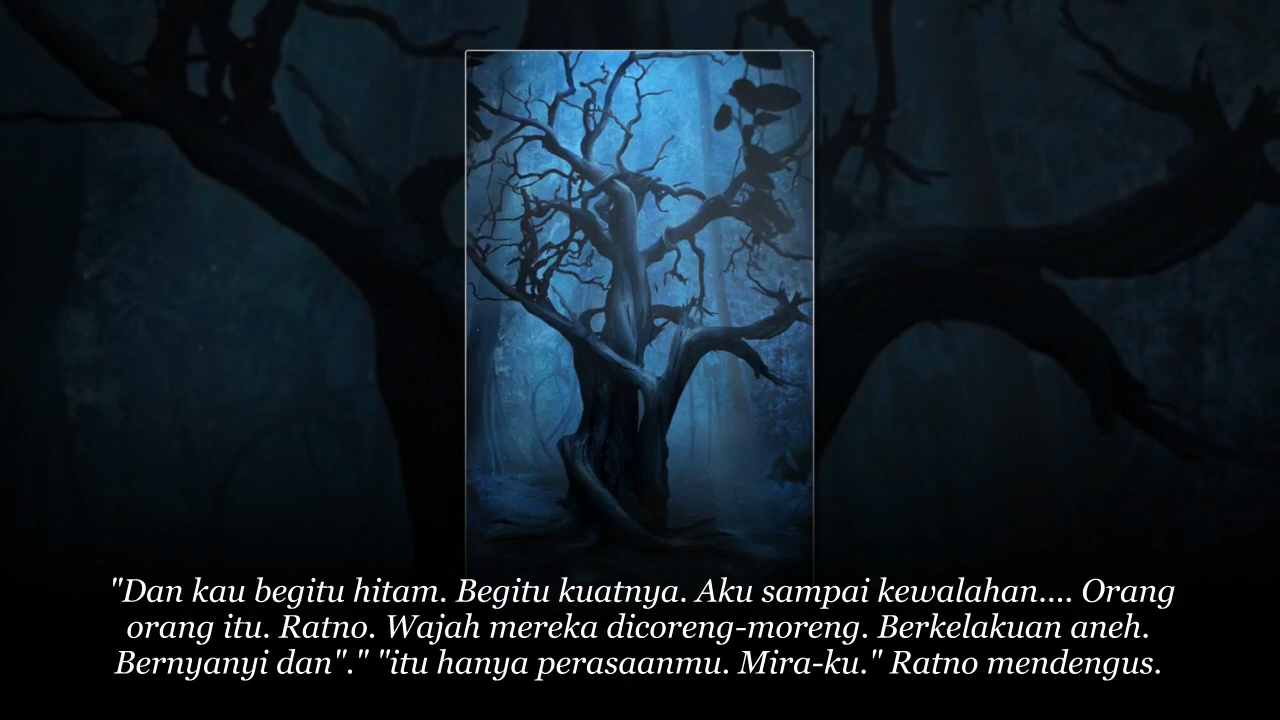 "Dan kau begitu hitam. Begitu kuatnya. Aku sampai kewalahan.... Orang
orang itu. Ratno. Wajah mereka dicoreng-moreng. Berkelakuan aneh.
Bernyanyi dan"." "itu hanya perasaanmu. Mira-ku." Ratno mendengus.